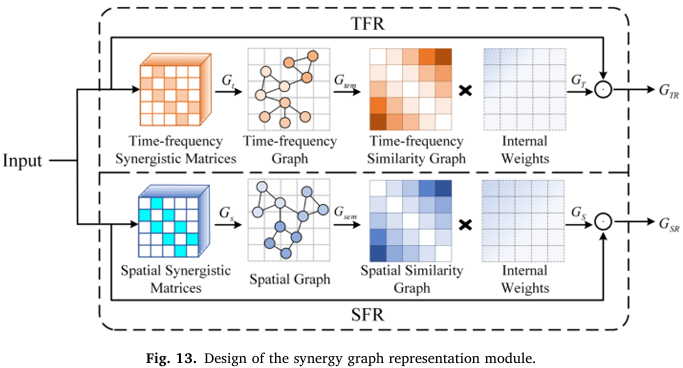 TFR
G_t
G_sem
G_T
G_TR
Time-frequency
Synergistic Matrices
Time-frequency
Graph
Time-frequency
Similarity Graph
Internal
Weights
Input
G_s
G_sem
G_S
G_SR
Spatial Synergistic
Matrices
Spatial Graph
Spatial Similarity
Graph
Internal
Weights
SFR
Fig. 13. Design of the synergy graph representation module.